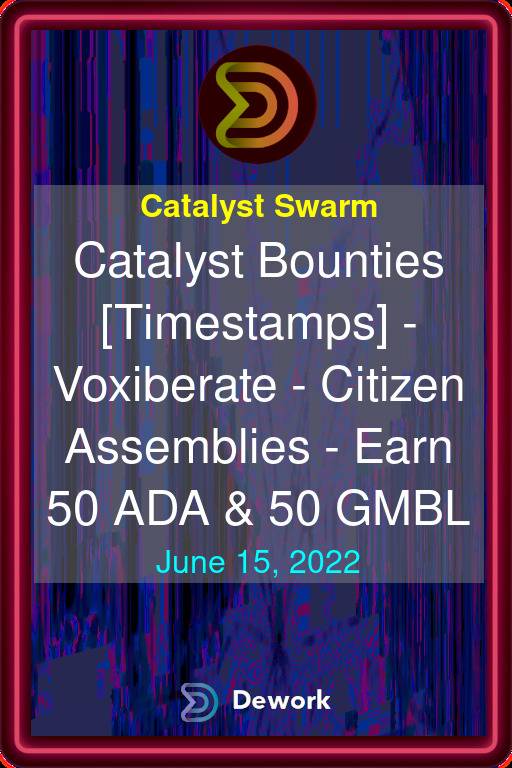 Catalyst Swarm
Catalyst Bounties
[Timestamps] -
Voxiberate - Citizen
Assemblies - Earn
50 ADA & 50 GMBL
June 15, 2022
Dework